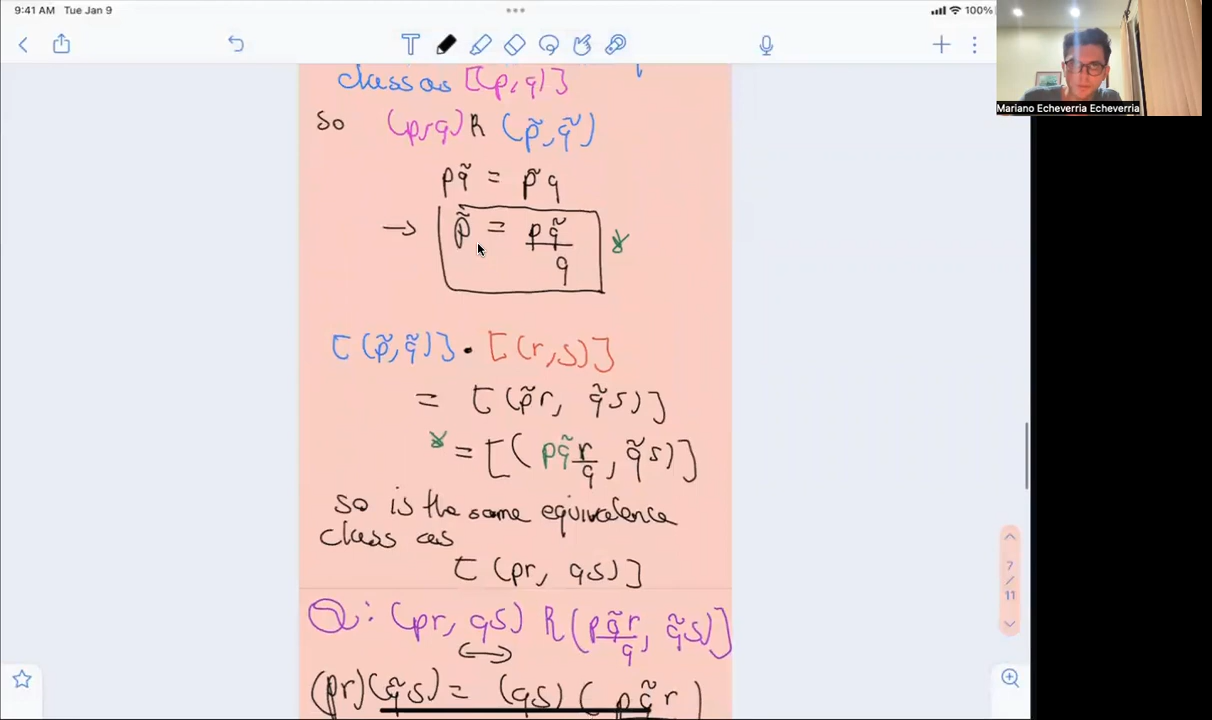 9:41 AM Tue Jan 9
100%
Mariano Echeverria Echeverria
class as [(p,q)]
So (p,q) R (p̃,q̃)
pq̃ = p̃q
→ p̃ = pq̃/q *
[(p̃,q̃)] · [(r,s)]
= [(p̃r, q̃s)]
* = [(pq̃ r/q, q̃s)]
so is the same equivalence
class as
[(pr, qs)]
Q: (pr, qs) R (pq̃r/q, q̃s)]
↔
(pr)(q̃s) = (qs)(pq̃r)
7
/
11